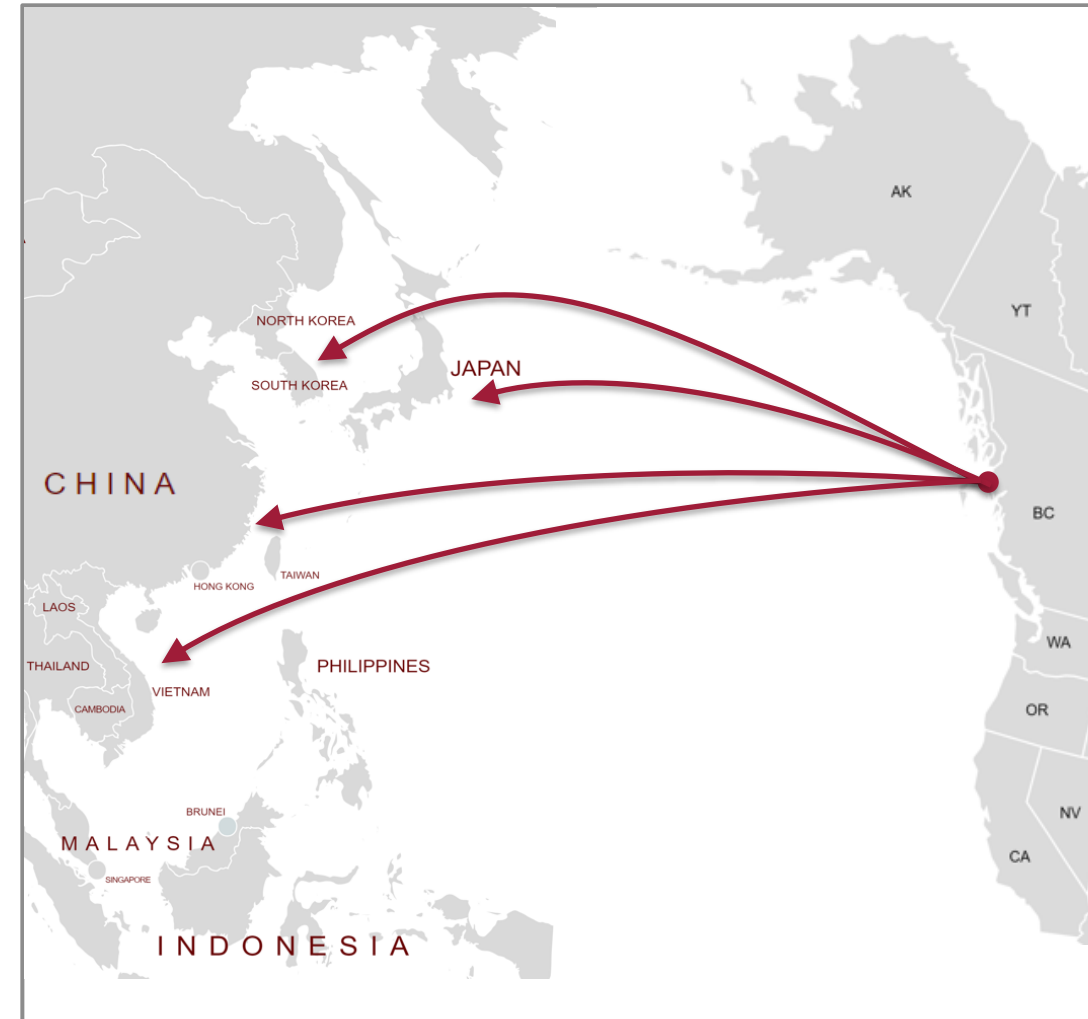 AK
YT
NORTH KOREA
JAPAN
SOUTH KOREA
CHINA
BC
TAIWAN
HONG KONG
LAOS
WA
THAILAND
PHILIPPINES
VIETNAM
CAMBODIA
OR
BRUNEI
NV
MALAYSIA
CA
SINGAPORE
INDONESIA